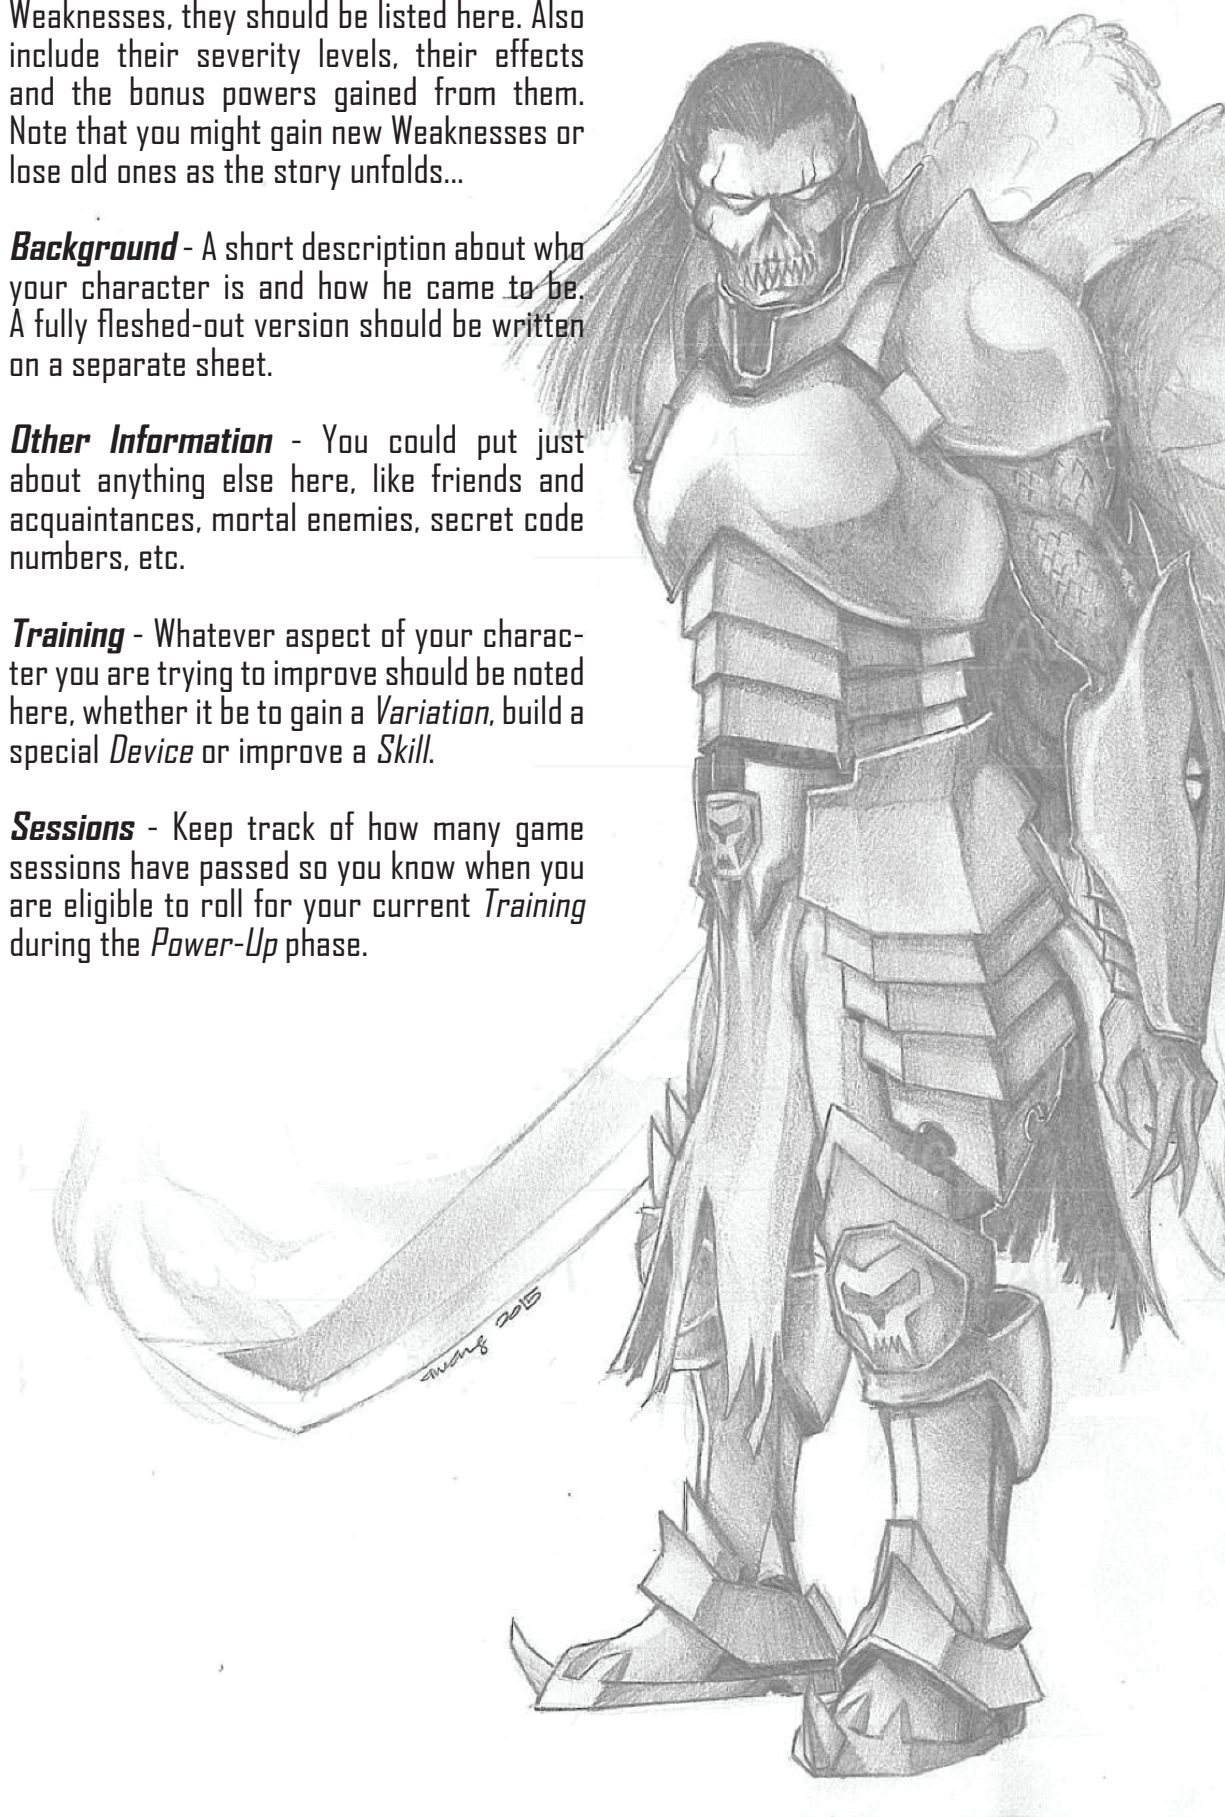 Weaknesses, they should be listed here. Also
include their severity levels, their effects
and the bonus powers gained from them.
Note that you might gain new Weaknesses or
lose old ones as the story unfolds...
Background - A short description about who
your character is and how he came to be.
A fully fleshed-out version should be written
on a separate sheet.
Other Information - You could put just
about anything else here, like friends and
acquaintances, mortal enemies, secret code
numbers, etc.
Training - Whatever aspect of your charac-
ter you are trying to improve should be noted
here, whether it be to gain a Variation, build a
special Device or improve a Skill.
Sessions - Keep track of how many game
sessions have passed so you know when you
are eligible to roll for your current Training
during the Power-Up phase.
2015